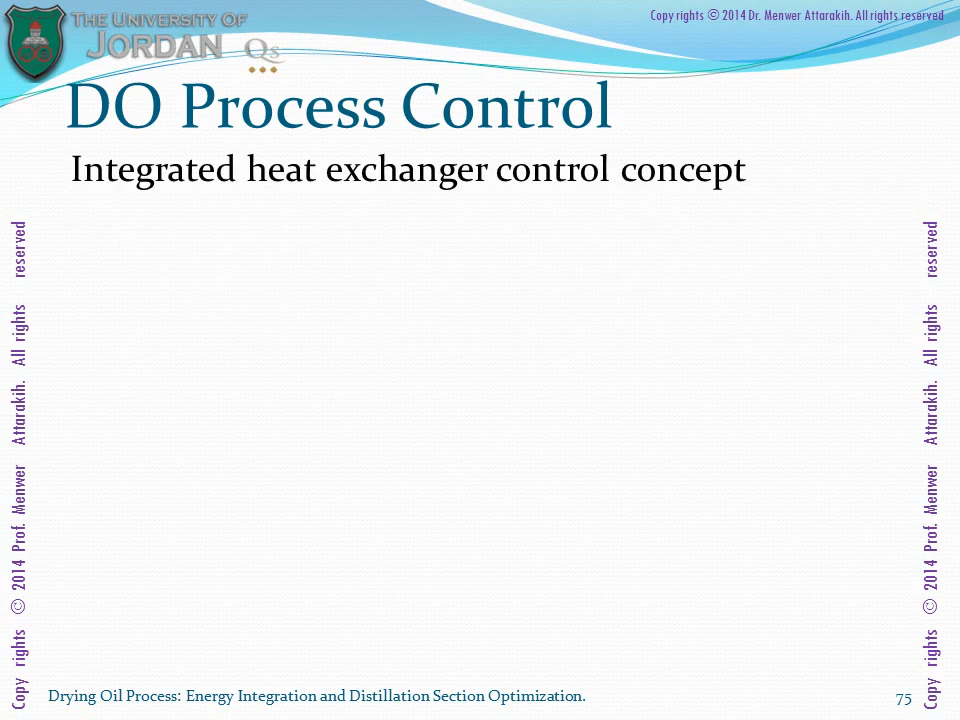 THE UNIVERSITY OF
JORDAN QS
Copy rights © 2014 Dr. Menwer Attarakih. All rights reserved
DO Process Control
Integrated heat exchanger control concept
Copy rights © 2014 Prof. Menwer Attarakih. All rights reserved
Copy rights © 2014 Prof. Menwer Attarakih. All rights reserved
Drying Oil Process: Energy Integration and Distillation Section Optimization.
75